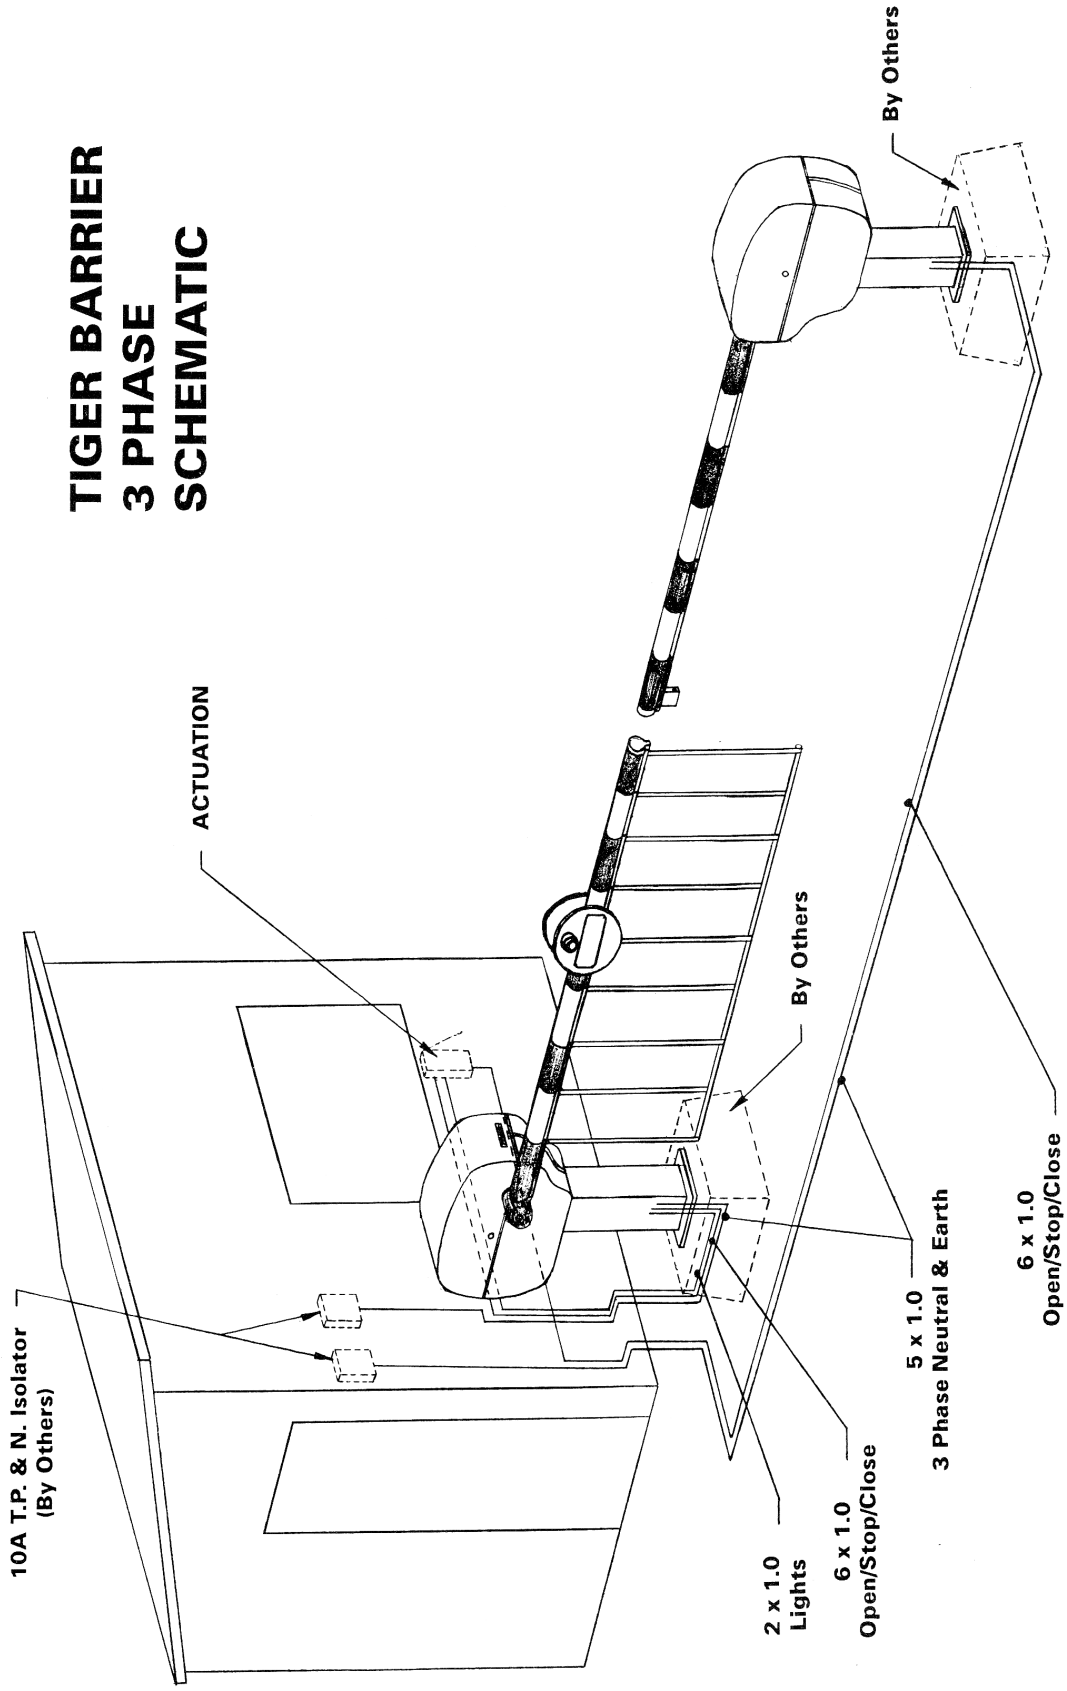 TIGER BARRIER
3 PHASE
SCHEMATIC
10A T.P. & N. Isolator
(By Others)
ACTUATION
By Others
By Others
2 x 1.0
Lights
6 x 1.0
Open/Stop/Close
5 x 1.0
3 Phase Neutral & Earth
6 x 1.0
Open/Stop/Close